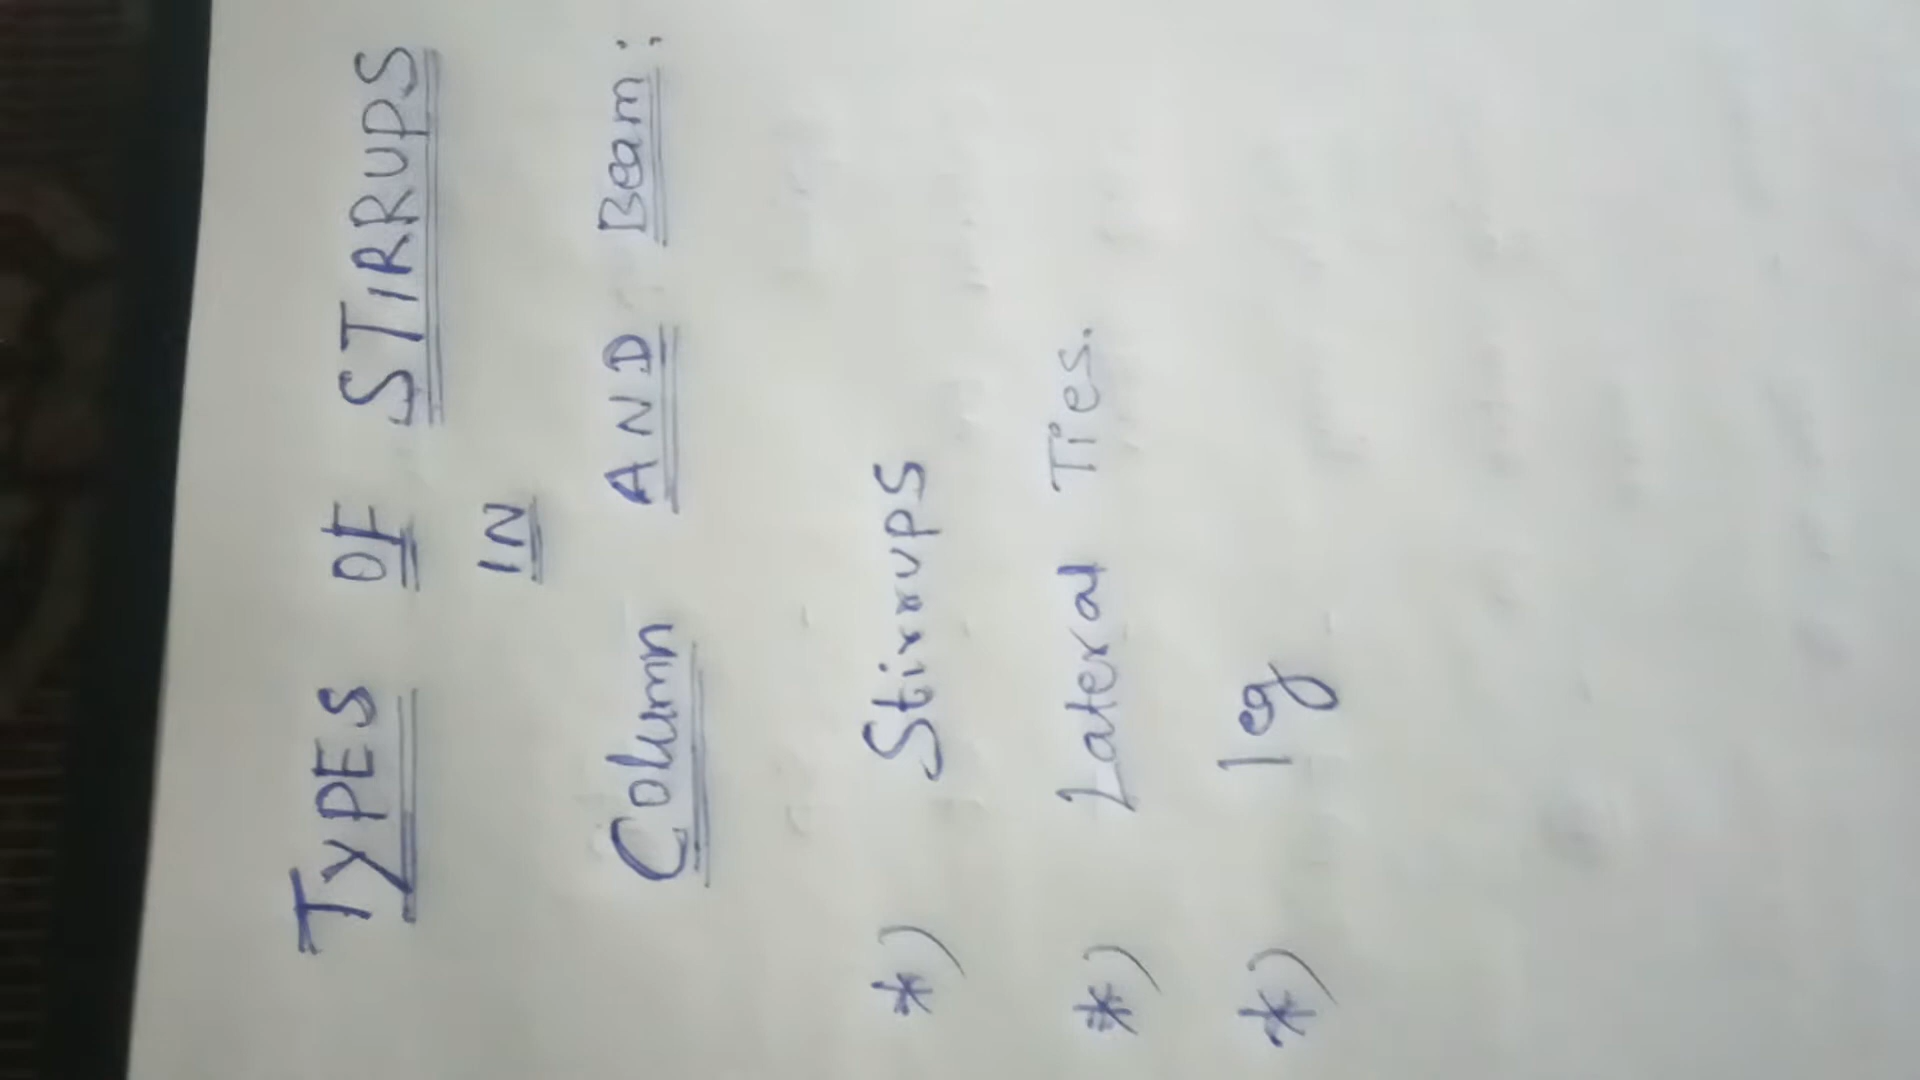 TYPES OF STIRRUPS
IN
Column AND Beam:
*) Stirrups
*) Lateral Ties.
*) leg